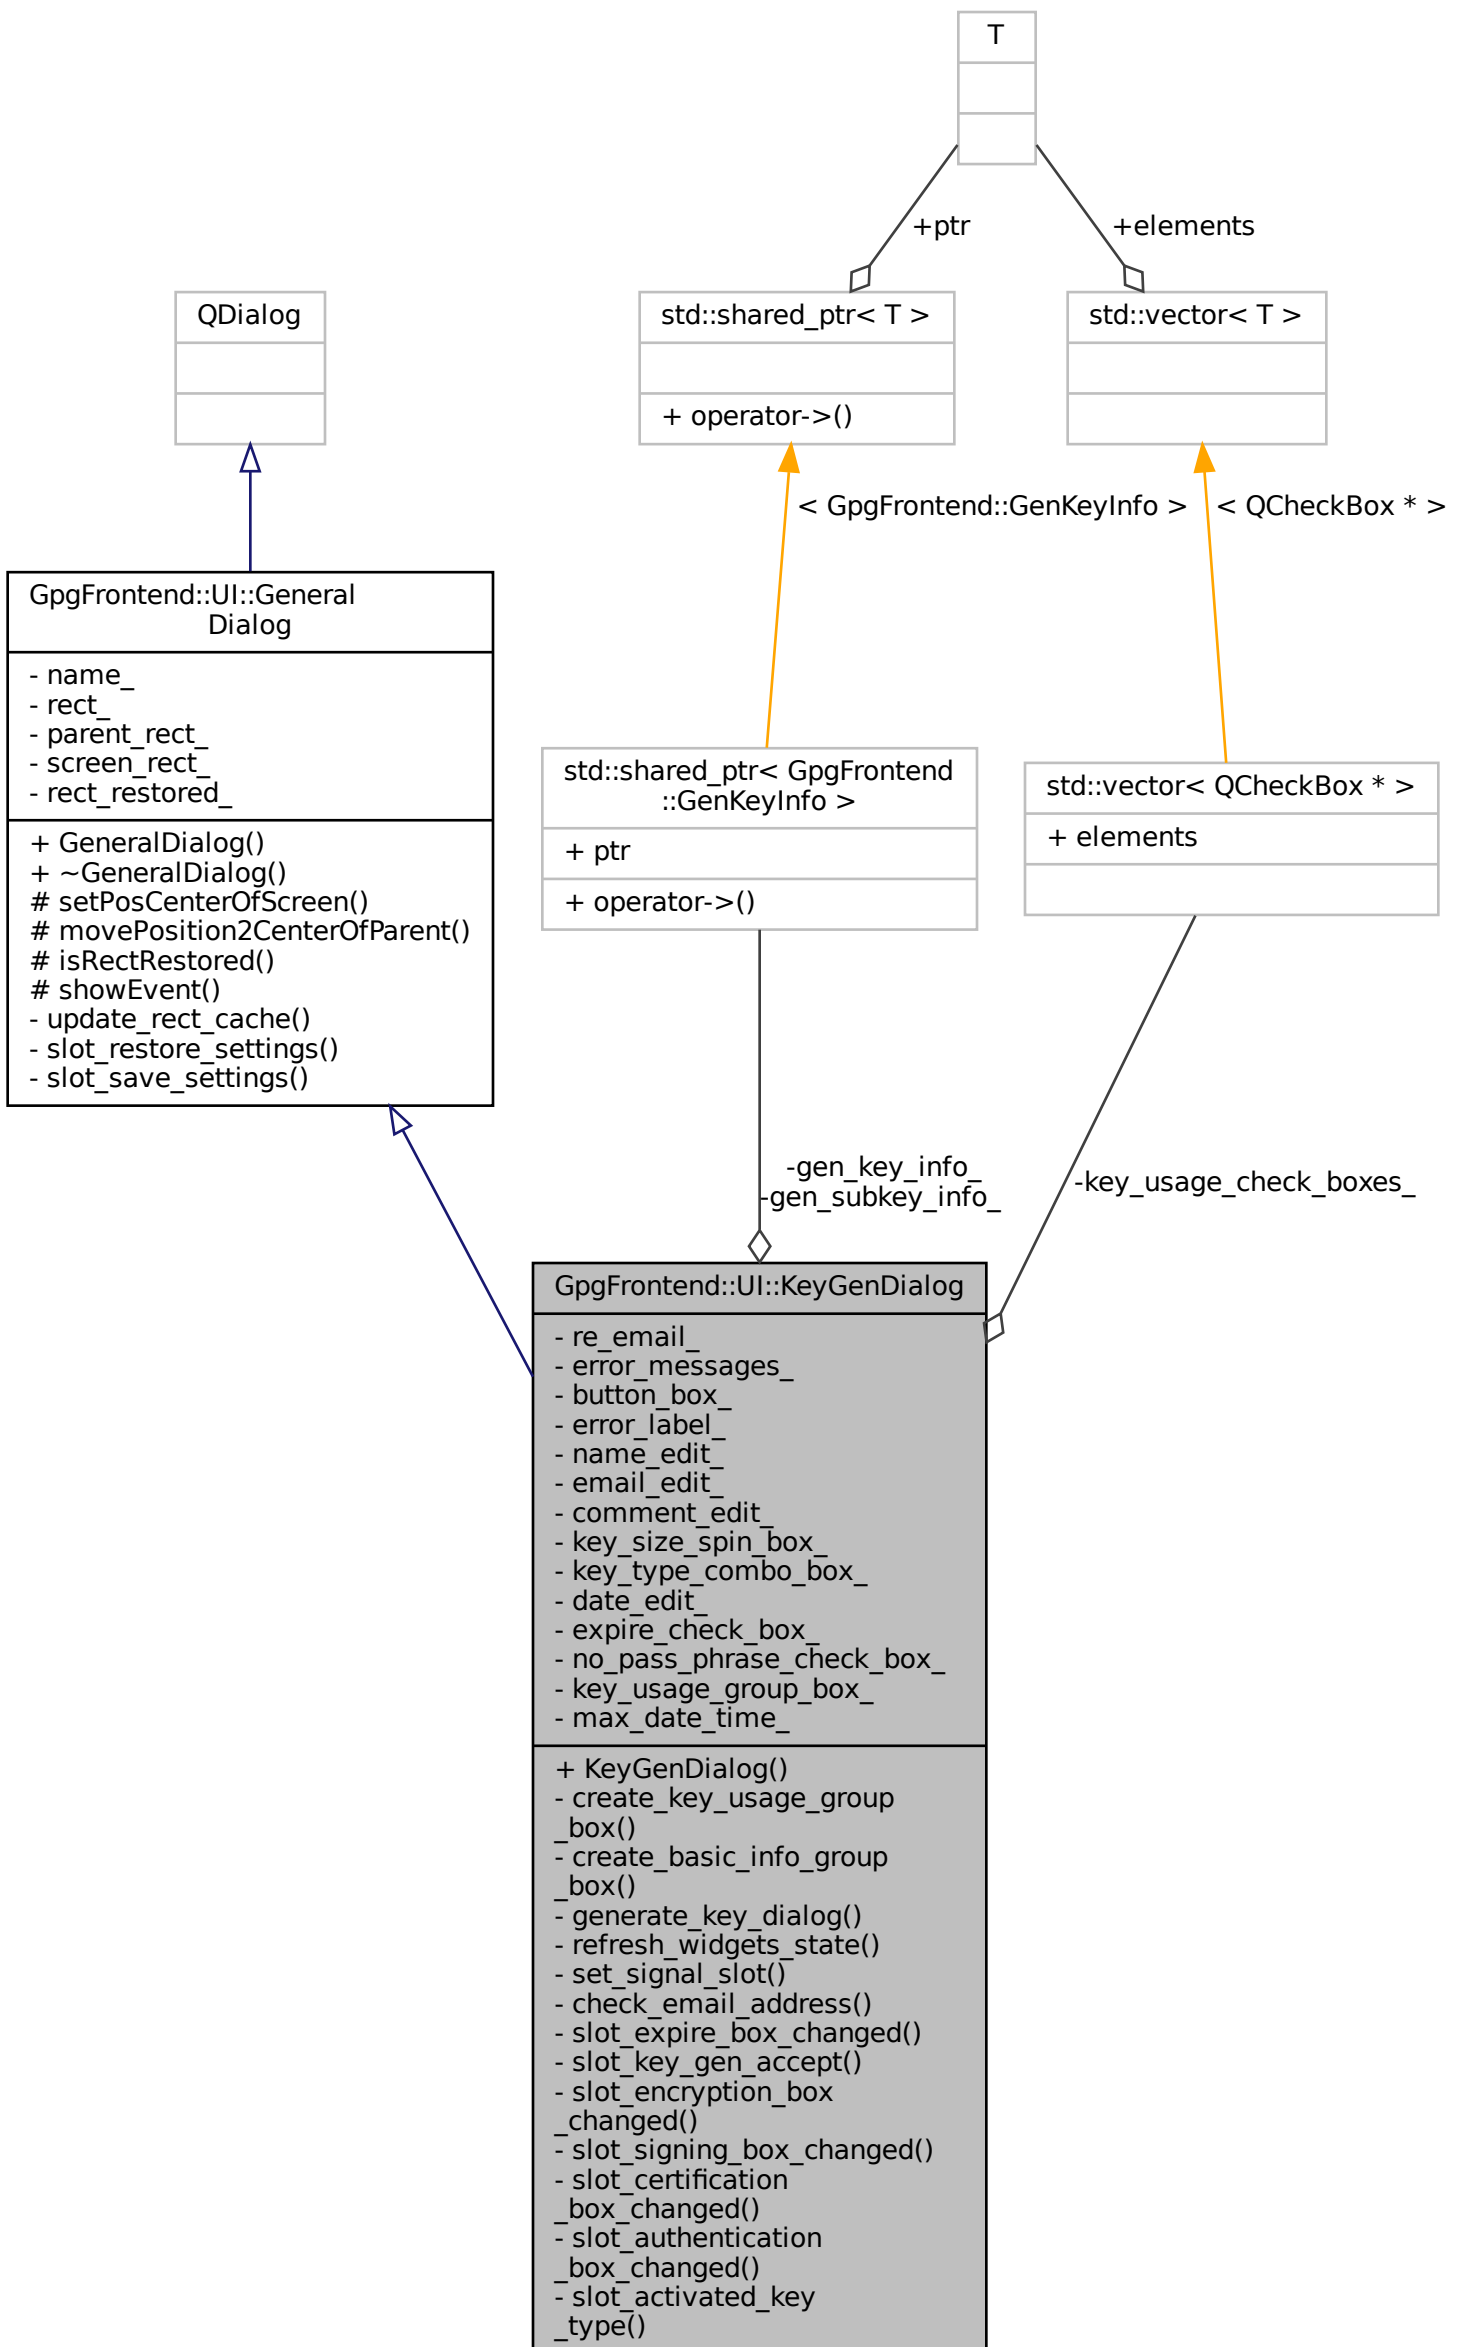 T
+ptr
+elements
QDialog
std::shared_ptr< T >
+ operator->()
std::vector< T >
< GpgFrontend::GenKeyInfo >
< QCheckBox * >
GpgFrontend::UI::General
Dialog
- name_
- rect_
- parent_rect_
- screen_rect_
- rect_restored_
+ GeneralDialog()
+ ~GeneralDialog()
# setPosCenterOfScreen()
# movePosition2CenterOfParent()
# isRectRestored()
# showEvent()
- update_rect_cache()
- slot_restore_settings()
- slot_save_settings()
std::shared_ptr< GpgFrontend
::GenKeyInfo >
+ ptr
+ operator->()
std::vector< QCheckBox * >
+ elements
-gen_key_info_
-gen_subkey_info_
-key_usage_check_boxes_
GpgFrontend::UI::KeyGenDialog
- re_email_
- error_messages_
- button_box_
- error_label_
- name_edit_
- email_edit_
- comment_edit_
- key_size_spin_box_
- key_type_combo_box_
- date_edit_
- expire_check_box_
- no_pass_phrase_check_box_
- key_usage_group_box_
- max_date_time_
+ KeyGenDialog()
- create_key_usage_group
_box()
- create_basic_info_group
_box()
- generate_key_dialog()
- refresh_widgets_state()
- set_signal_slot()
- check_email_address()
- slot_expire_box_changed()
- slot_key_gen_accept()
- slot_encryption_box
_changed()
- slot_signing_box_changed()
- slot_certification
_box_changed()
- slot_authentication
_box_changed()
- slot_activated_key
_type()